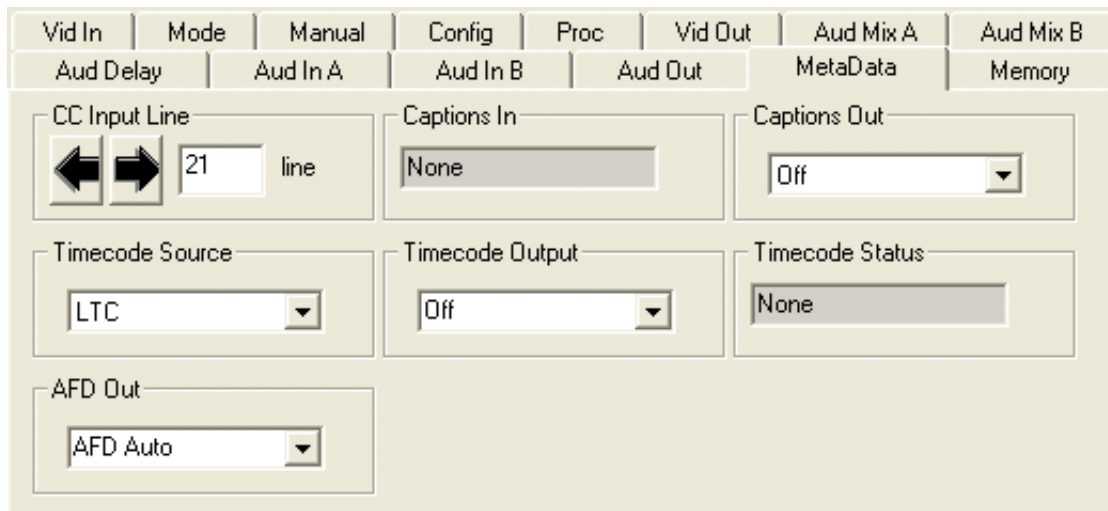 Vid In Mode Manual Config Proc Vid Out Aud Mix A Aud Mix B
Aud Delay Aud In A Aud In B Aud Out MetaData Memory
CC Input Line Captions In Captions Out
21 line None Off
Timecode Source Timecode Output Timecode Status
LTC Off None
AFD Out
AFD Auto